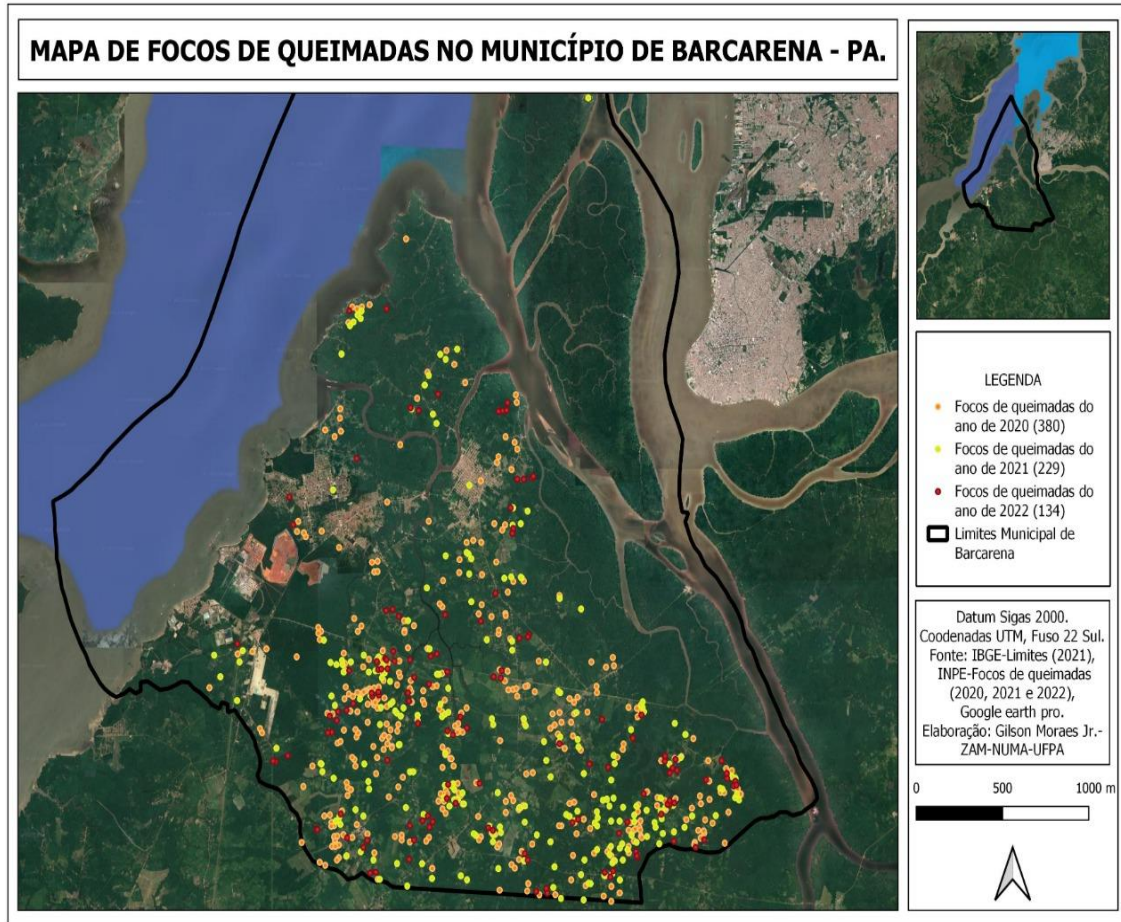 MAPA DE FOCOS DE QUEIMADAS NO MUNICÍPIO DE BARCARENA - PA.
LEGENDA
Focos de queimadas do
ano de 2020 (380)
Focos de queimadas do
ano de 2021 (229)
Focos de queimadas do
ano de 2022 (134)
Limites Municipal de
Barcarena
Datum Sigas 2000.
Coodenadas UTM, Fuso 22 Sul.
Fonte: IBGE-Limites (2021),
INPE-Focos de queimadas
(2020, 2021 e 2022),
Google earth pro.
Elaboração: Gilson Moraes Jr.-
ZAM-NUMA-UFPA
0 500 1000 m